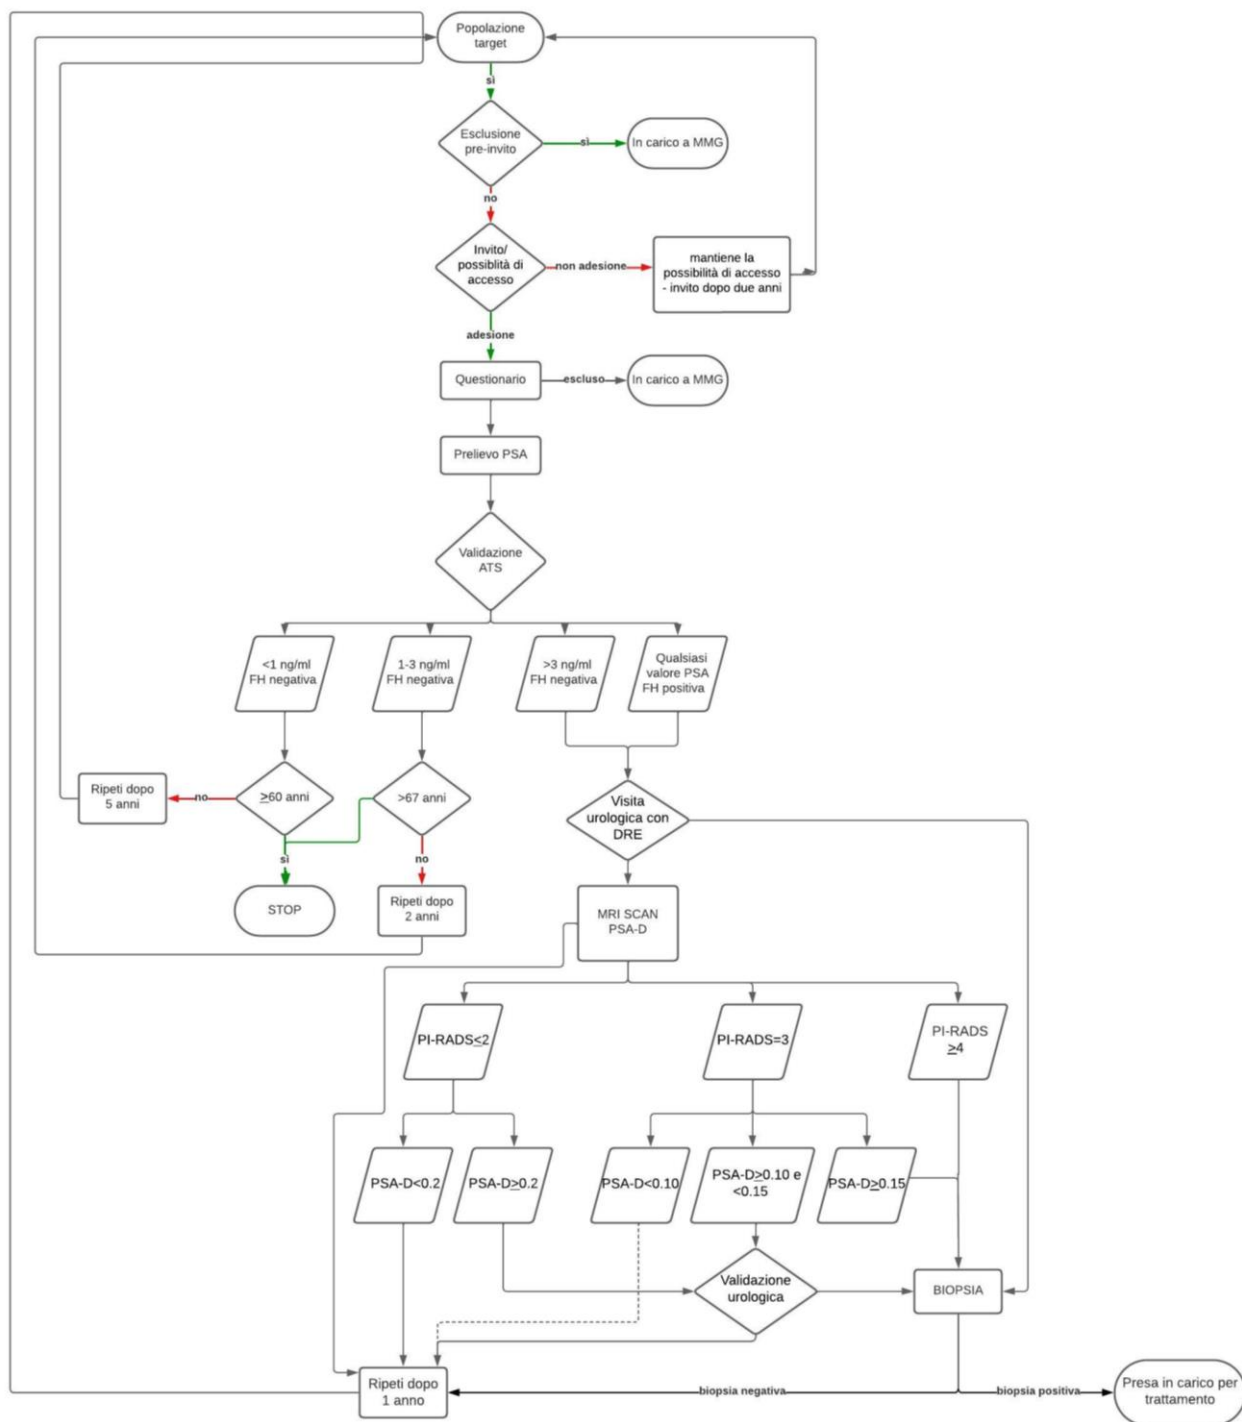 Popolazione
target
sì
Esclusione
pre-invito
sì
In carico a MMG
no
Invito/
possiblità di
accesso
non adesione
mantiene la
possibilità di accesso
- invito dopo due anni
adesione
Questionario
escluso
In carico a MMG
Prelievo PSA
Validazione
ATS
<1 ng/ml
FH negativa
1-3 ng/ml
FH negativa
>3 ng/ml
FH negativa
Qualsiasi
valore PSA
FH positiva
Ripeti dopo
5 anni
no
≥60 anni
>67 anni
Visita
urologica con
DRE
sì
no
STOP
Ripeti dopo
2 anni
MRI SCAN
PSA-D
PI-RADS≤2
PI-RADS=3
PI-RADS
≥4
PSA-D<0.2
PSA-D≥0.2
PSA-D<0.10
PSA-D≥0.10 e
<0.15
PSA-D≥0.15
Validazione
urologica
BIOPSIA
Ripeti dopo
1 anno
biopsia negativa
biopsia positiva
Presa in carico per
trattamento